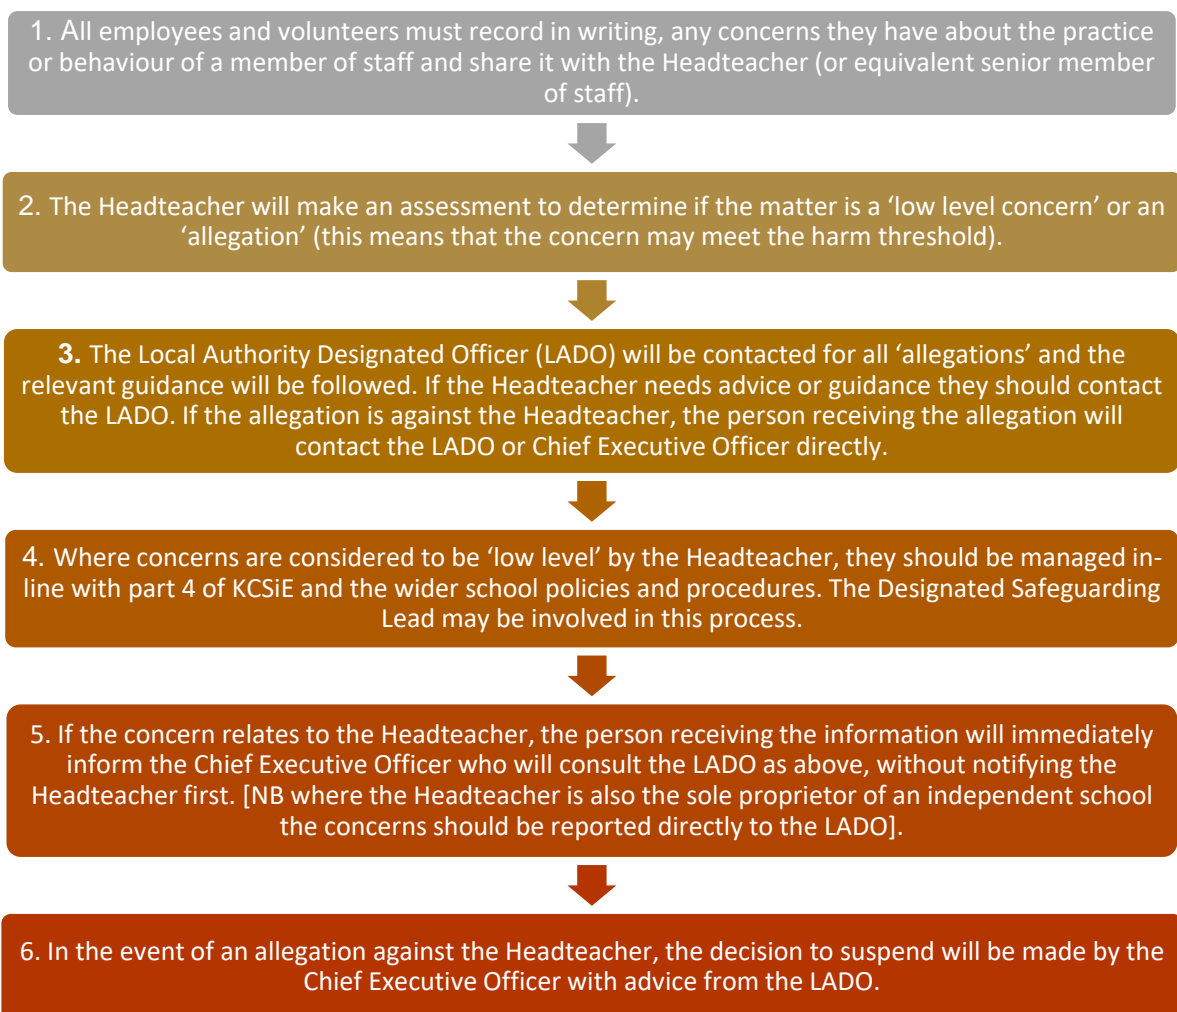 1. All employees and volunteers must record in writing, any concerns they have about the practice
or behaviour of a member of staff and share it with the Headteacher (or equivalent senior member
of staff).
2. The Headteacher will make an assessment to determine if the matter is a ‘low level concern’ or an
‘allegation’ (this means that the concern may meet the harm threshold).
3. The Local Authority Designated Officer (LADO) will be contacted for all ‘allegations’ and the
relevant guidance will be followed. If the Headteacher needs advice or guidance they should contact
the LADO. If the allegation is against the Headteacher, the person receiving the allegation will
contact the LADO or Chief Executive Officer directly.
4. Where concerns are considered to be ‘low level’ by the Headteacher, they should be managed in-
line with part 4 of KCSiE and the wider school policies and procedures. The Designated Safeguarding
Lead may be involved in this process.
5. If the concern relates to the Headteacher, the person receiving the information will immediately
inform the Chief Executive Officer who will consult the LADO as above, without notifying the
Headteacher first. [NB where the Headteacher is also the sole proprietor of an independent school
the concerns should be reported directly to the LADO].
6. In the event of an allegation against the Headteacher, the decision to suspend will be made by the
Chief Executive Officer with advice from the LADO.